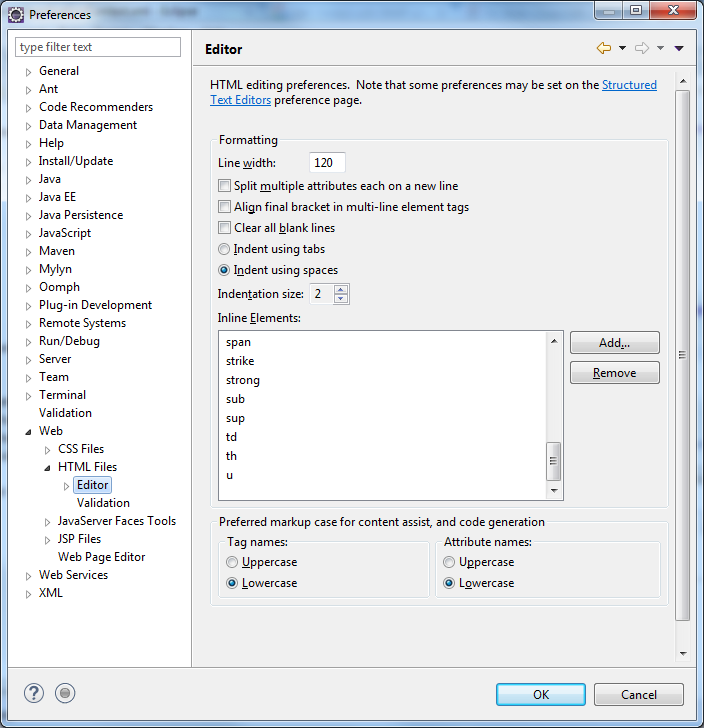 Preferences
type filter text
General
Ant
Code Recommenders
Data Management
Help
Install/Update
Java
Java EE
Java Persistence
JavaScript
Maven
Mylyn
Oomph
Plug-in Development
Remote Systems
Run/Debug
Server
Team
Terminal
Validation
Web
CSS Files
HTML Files
Editor
Validation
JavaServer Faces Tools
JSP Files
Web Page Editor
Web Services
XML
Editor
HTML editing preferences.  Note that some preferences may be set on the Structured
Text Editors preference page.
Formatting
Line width: 120
Split multiple attributes each on a new line
Align final bracket in multi-line element tags
Clear all blank lines
Indent using tabs
Indent using spaces
Indentation size: 2
Inline Elements:
span
strike
strong
sub
sup
td
th
u
Add...
Remove
Preferred markup case for content assist, and code generation
Tag names:
Uppercase
Lowercase
Attribute names:
Uppercase
Lowercase
?
OK
Cancel